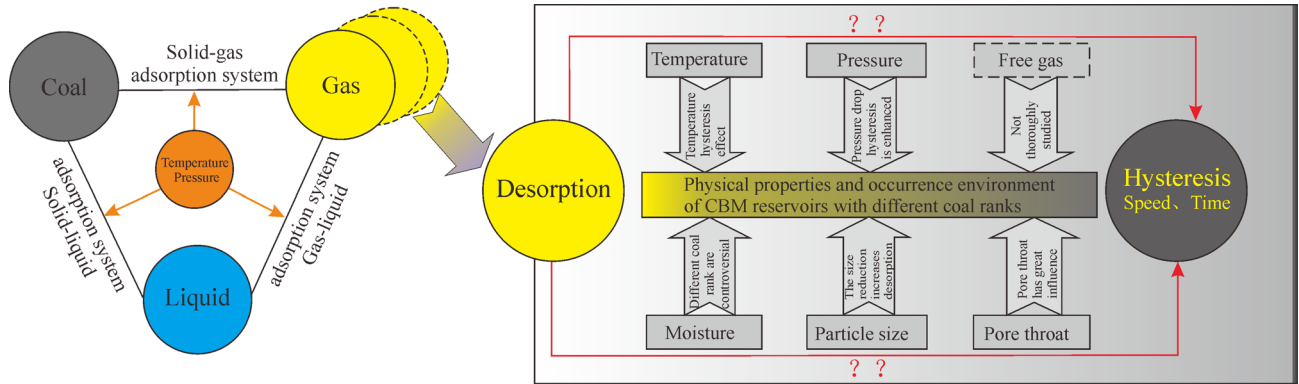 Solid-gas
adsorption system
Coal
Gas
Temperature
Pressure
adsorption system
Solid-liquid
adsorption system
Gas-liquid
Liquid
Desorption
? ?
Temperature
Pressure
Free gas
Temperature
hysteresis
effect
Pressure drop
hysteresis
is enhanced
Not
thoroughly
studied
Physical properties and occurrence environment
of CBM reservoirs with different coal ranks
Hysteresis
Speed、Time
Different coal
rank are
controversial
The size
reduction
increases
desorption
Pore throat
has great
influence
Moisture
Particle size
Pore throat
? ?